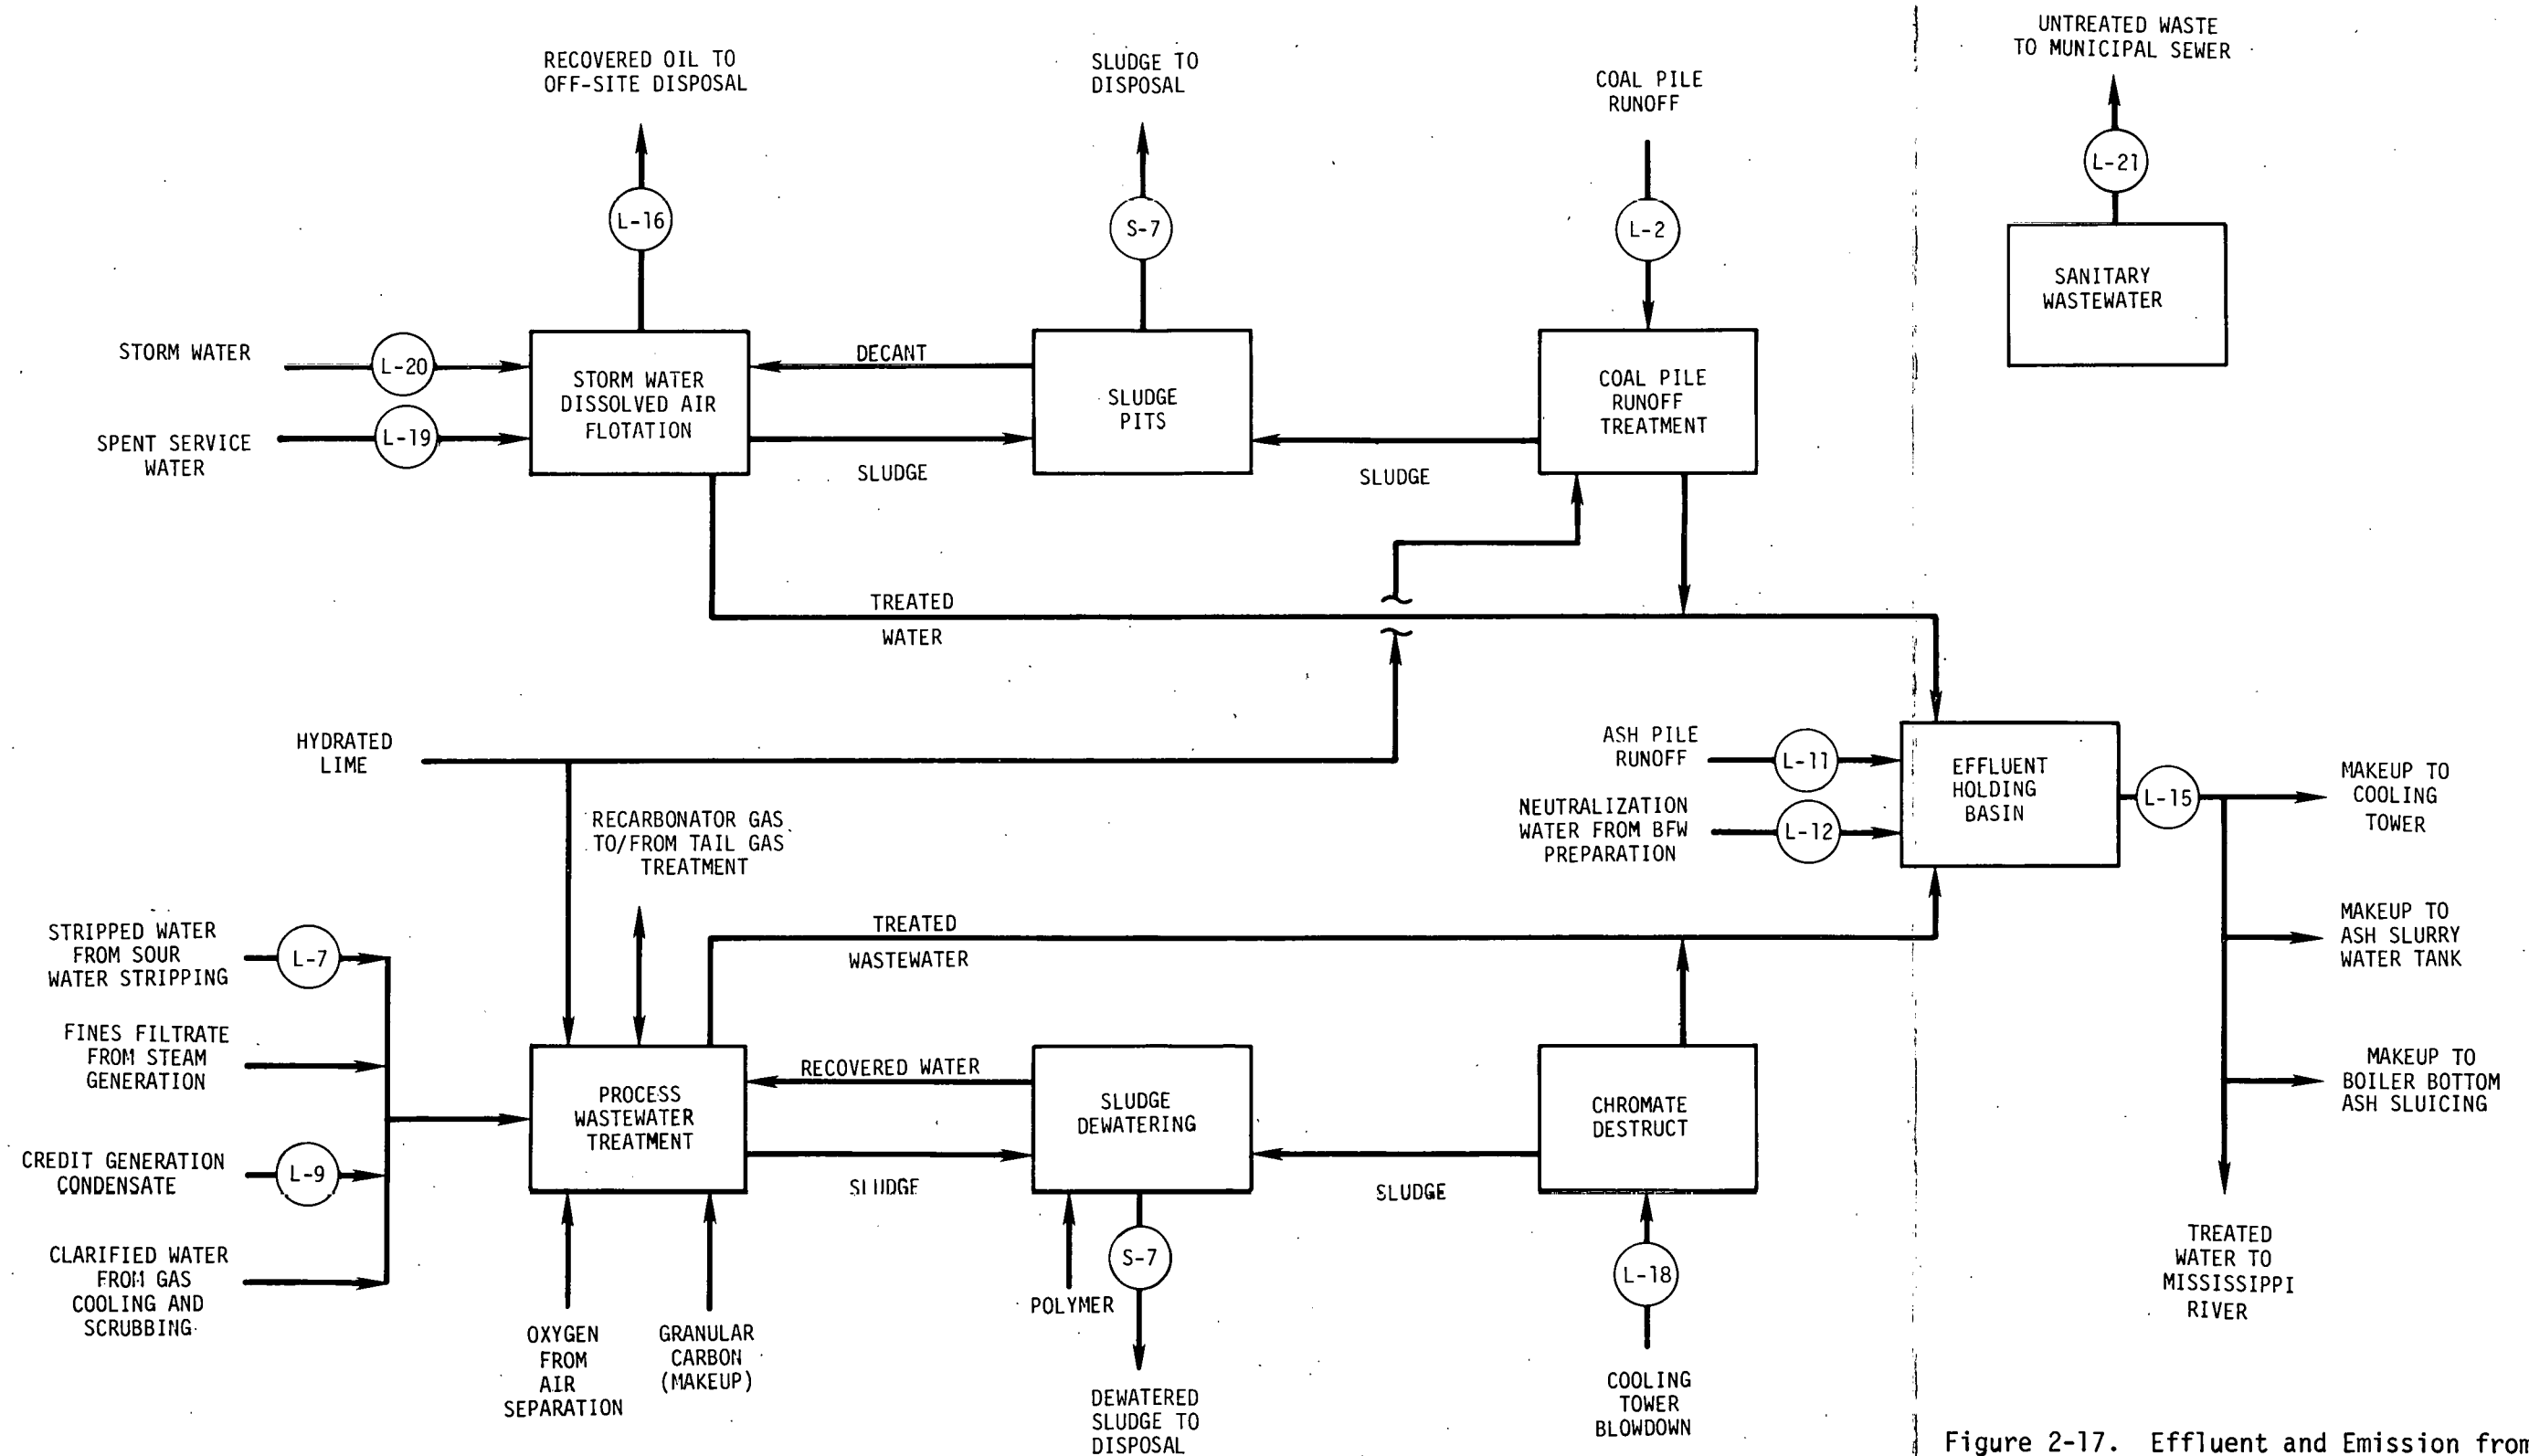 UNTREATED WASTE
TO MUNICIPAL SEWER
RECOVERED OIL TO
OFF-SITE DISPOSAL
SLUDGE TO
DISPOSAL
COAL PILE
RUNOFF
L-21
L-16
S-7
L-2
SANITARY
WASTEWATER
STORM WATER
L-20
SPENT SERVICE
WATER
L-19
STORM WATER
DISSOLVED AIR
FLOTATION
DECANT
SLUDGE
SLUDGE
PITS
SLUDGE
COAL PILE
RUNOFF
TREATMENT
TREATED
WATER
HYDRATED
LIME
RECARBONATOR GAS
TO/FROM TAIL GAS
TREATMENT
ASH PILE
RUNOFF
L-11
NEUTRALIZATION
WATER FROM BFW
PREPARATION
L-12
EFFLUENT
HOLDING
BASIN
L-15
MAKEUP TO
COOLING
TOWER
MAKEUP TO
ASH SLURRY
WATER TANK
MAKEUP TO
BOILER BOTTOM
ASH SLUICING
TREATED
WATER TO
MISSISSIPPI
RIVER
TREATED
WASTEWATER
STRIPPED WATER
FROM SOUR
WATER STRIPPING
L-7
FINES FILTRATE
FROM STEAM
GENERATION
CREDIT GENERATION
CONDENSATE
L-9
CLARIFIED WATER
FROM GAS
COOLING AND
SCRUBBING
PROCESS
WASTEWATER
TREATMENT
RECOVERED WATER
SLUDGE
SLUDGE
DEWATERING
SLUDGE
CHROMATE
DESTRUCT
OXYGEN
FROM
AIR
SEPARATION
GRANULAR
CARBON
(MAKEUP)
POLYMER
S-7
DEWATERED
SLUDGE TO
DISPOSAL
L-18
COOLING
TOWER
BLOWDOWN
Figure 2-17. Effluent and Emission from